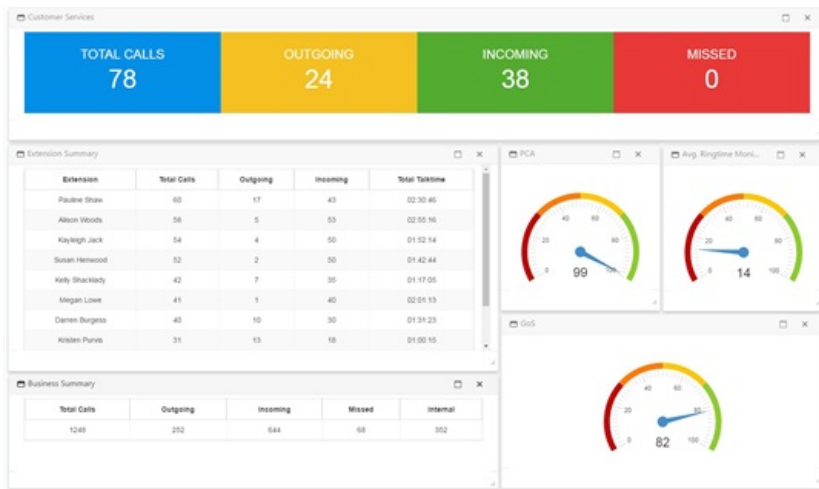 Customer Services
TOTAL CALLS OUTGOING INCOMING MISSED
78 24 38 0
Extension Summary
Extension Total Calls Outgoing Incoming Total Talktime
Pauline Shaw 60 17 43 02:30:46
Alison Woods 58 5 53 02:55:16
Kayleigh Jack 54 4 50 01:52:14
Susan Henwood 52 2 50 01:42:44
Kelly Shacklady 42 7 35 01:17:05
Megan Lowe 41 1 40 02:01:13
Darren Burgess 40 10 30 01:31:23
Kristen Purvis 31 13 18 01:00:15
PCA
0 20 40 60 80 100
99
Avg. Ringtime Moni...
0 20 40 60 80 100
14
GoS
0 20 40 60 80 100
82
Business Summary
Total Calls Outgoing Incoming Missed Internal
1248 252 644 68 352